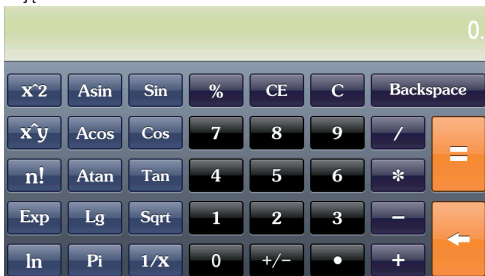 0.
x^2 Asin Sin % CE C Backspace
x^y Acos Cos 7 8 9 / =
n! Atan Tan 4 5 6 *
Exp Lg Sqrt 1 2 3 −
ln Pi 1/X 0 +/− • +